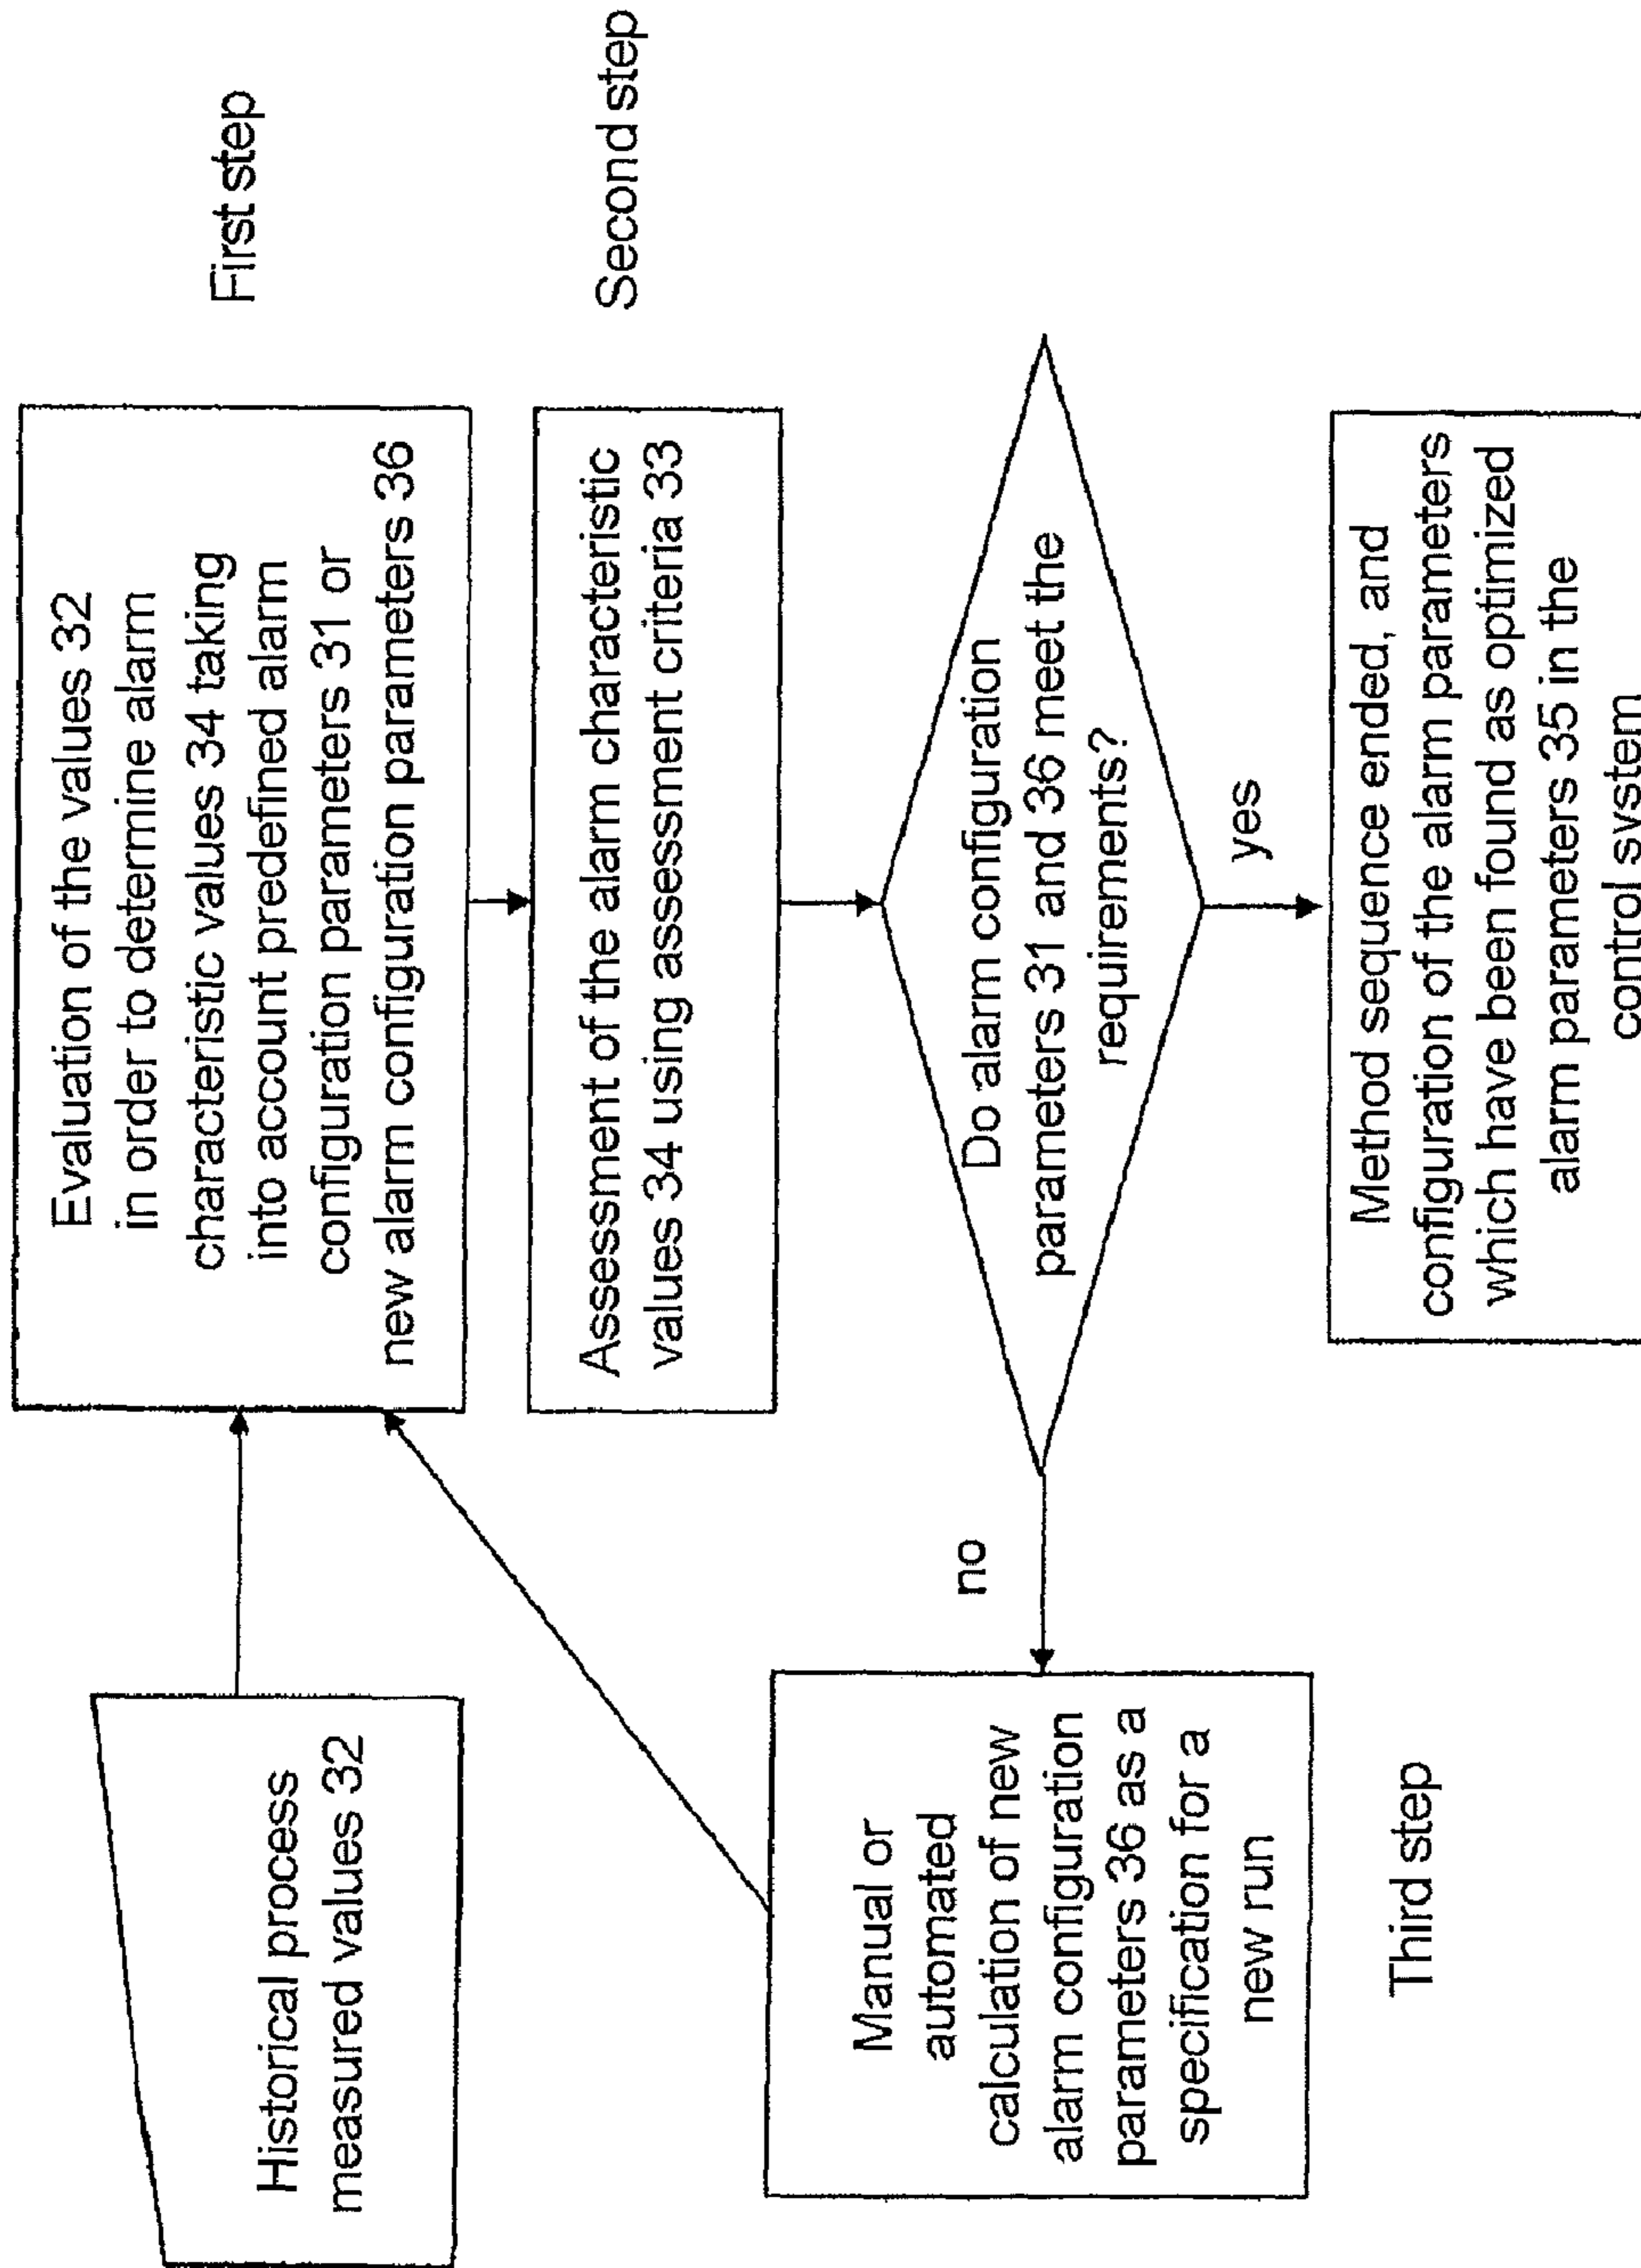 Historical process
measured values 32
Evaluation of the values 32
in order to determine alarm
characteristic values 34 taking
into account predefined alarm
configuration parameters 31 or
new alarm configuration parameters 36
First step
Assessment of the alarm characteristic
values 34 using assessment criteria 33
Second step
Do alarm configuration
parameters 31 and 36 meet the
requirements?
no
yes
Manual or
automated
calculation of new
alarm configuration
parameters 36 as a
specification for a
new run
Third step
Method sequence ended, and
configuration of the alarm parameters
which have been found as optimized
alarm parameters 35 in the
control system